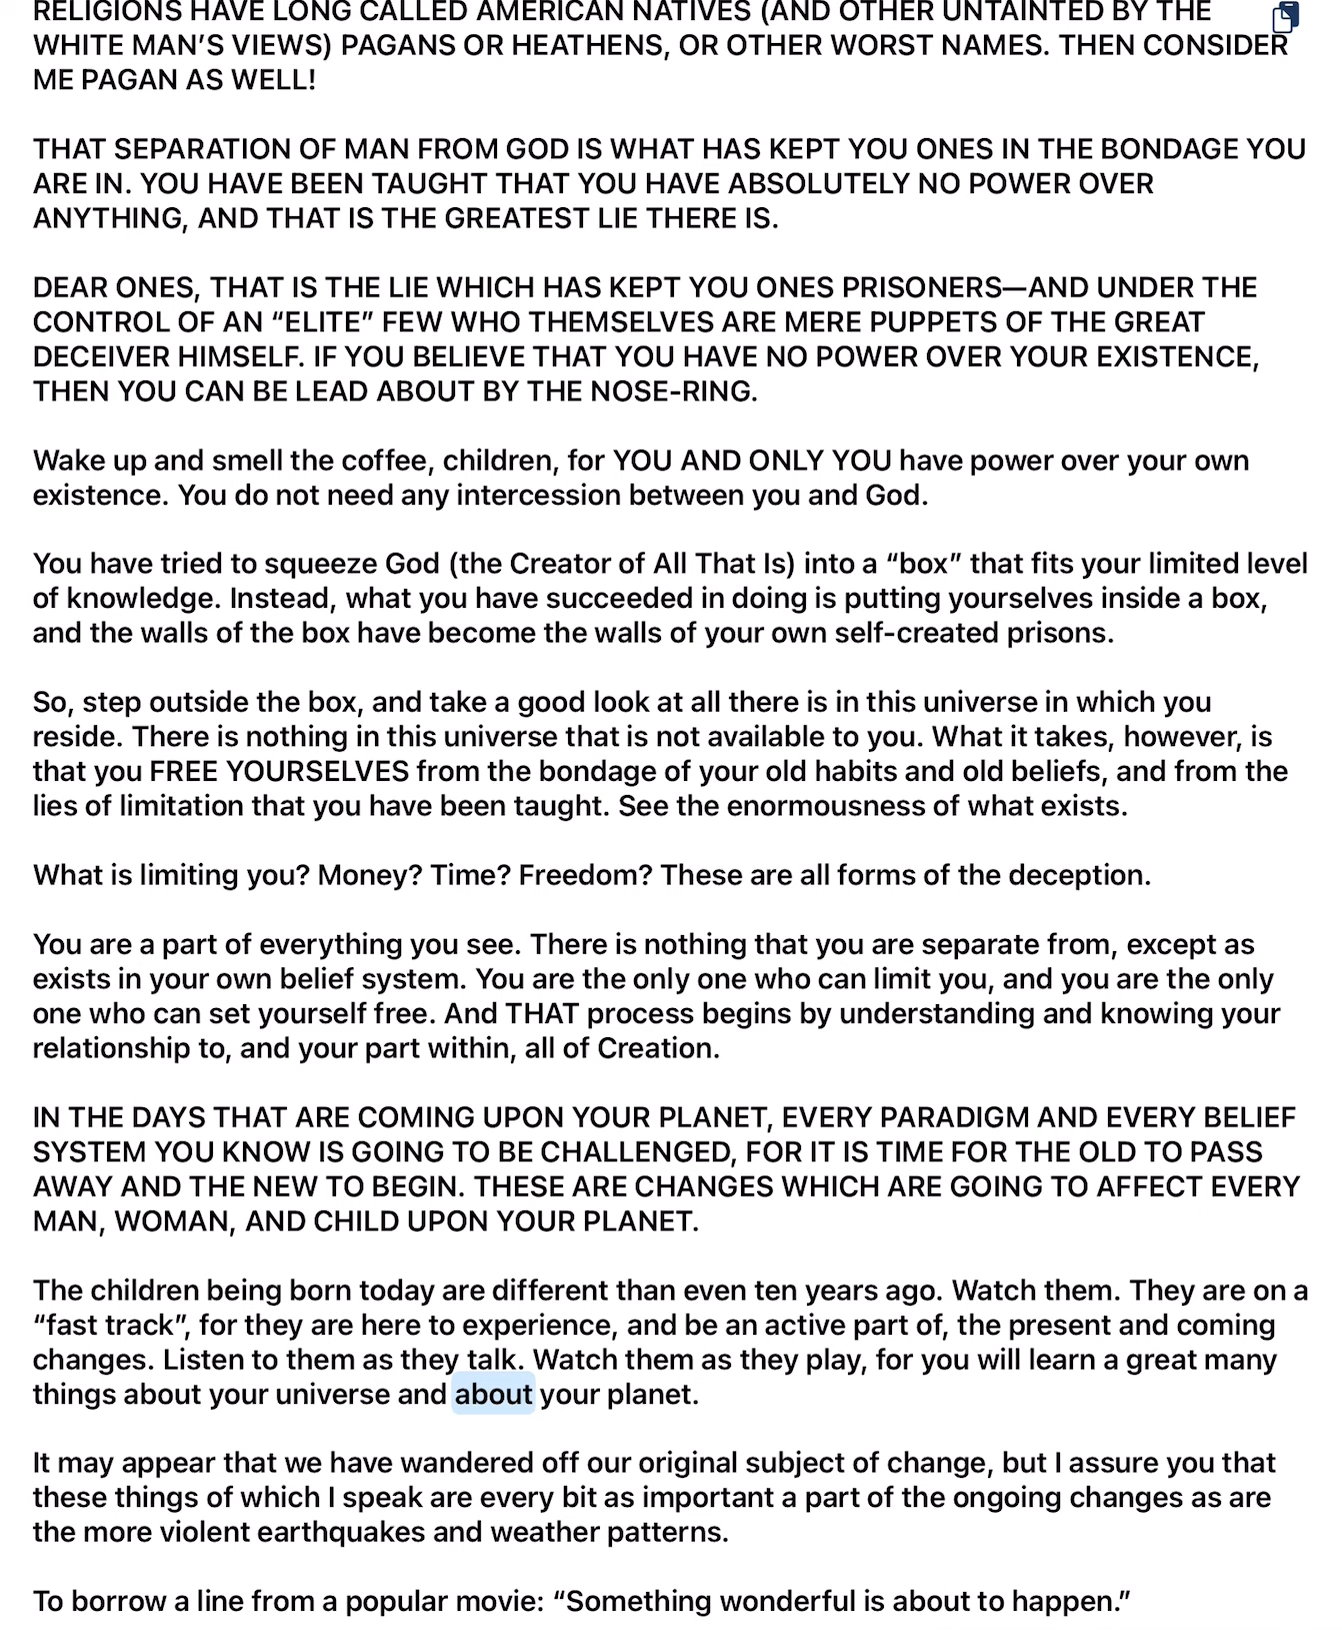 RELIGIONS HAVE LONG CALLED AMERICAN NATIVES (AND OTHER UNTAINTED BY THE
WHITE MAN’S VIEWS) PAGANS OR HEATHENS, OR OTHER WORST NAMES. THEN CONSIDER
ME PAGAN AS WELL!
THAT SEPARATION OF MAN FROM GOD IS WHAT HAS KEPT YOU ONES IN THE BONDAGE YOU
ARE IN. YOU HAVE BEEN TAUGHT THAT YOU HAVE ABSOLUTELY NO POWER OVER
ANYTHING, AND THAT IS THE GREATEST LIE THERE IS.
DEAR ONES, THAT IS THE LIE WHICH HAS KEPT YOU ONES PRISONERS—AND UNDER THE
CONTROL OF AN “ELITE” FEW WHO THEMSELVES ARE MERE PUPPETS OF THE GREAT
DECEIVER HIMSELF. IF YOU BELIEVE THAT YOU HAVE NO POWER OVER YOUR EXISTENCE,
THEN YOU CAN BE LEAD ABOUT BY THE NOSE-RING.
Wake up and smell the coffee, children, for YOU AND ONLY YOU have power over your own
existence. You do not need any intercession between you and God.
You have tried to squeeze God (the Creator of All That Is) into a “box” that fits your limited level
of knowledge. Instead, what you have succeeded in doing is putting yourselves inside a box,
and the walls of the box have become the walls of your own self-created prisons.
So, step outside the box, and take a good look at all there is in this universe in which you
reside. There is nothing in this universe that is not available to you. What it takes, however, is
that you FREE YOURSELVES from the bondage of your old habits and old beliefs, and from the
lies of limitation that you have been taught. See the enormousness of what exists.
What is limiting you? Money? Time? Freedom? These are all forms of the deception.
You are a part of everything you see. There is nothing that you are separate from, except as
exists in your own belief system. You are the only one who can limit you, and you are the only
one who can set yourself free. And THAT process begins by understanding and knowing your
relationship to, and your part within, all of Creation.
IN THE DAYS THAT ARE COMING UPON YOUR PLANET, EVERY PARADIGM AND EVERY BELIEF
SYSTEM YOU KNOW IS GOING TO BE CHALLENGED, FOR IT IS TIME FOR THE OLD TO PASS
AWAY AND THE NEW TO BEGIN. THESE ARE CHANGES WHICH ARE GOING TO AFFECT EVERY
MAN, WOMAN, AND CHILD UPON YOUR PLANET.
The children being born today are different than even ten years ago. Watch them. They are on a
“fast track”, for they are here to experience, and be an active part of, the present and coming
changes. Listen to them as they talk. Watch them as they play, for you will learn a great many
things about your universe and about your planet.
It may appear that we have wandered off our original subject of change, but I assure you that
these things of which I speak are every bit as important a part of the ongoing changes as are
the more violent earthquakes and weather patterns.
To borrow a line from a popular movie: “Something wonderful is about to happen.”